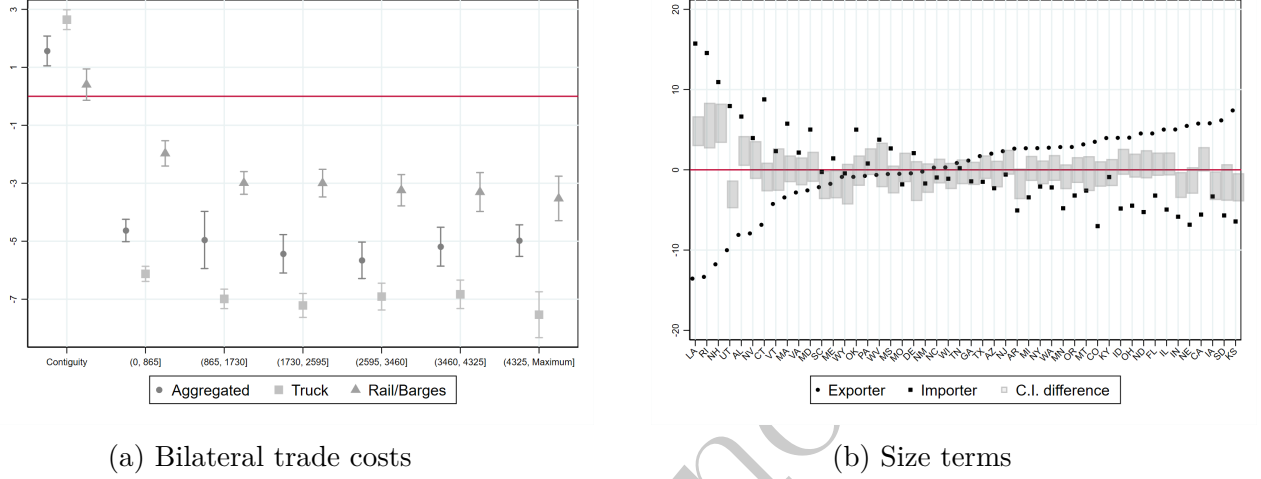 3
1
-1
-3
-5
-7
Contiguity (0, 865] (865, 1730] (1730, 2595] (2595, 3460] (3460, 4325] (4325, Maximum]
Aggregated Truck Rail/Barges
(a) Bilateral trade costs
20
10
0
-10
-20
LA RI NH UT AL NV CT VT MA VA MD SC ME WY OK PA WV MS MO DE NM NC WI TN GA TX AZ NJ AR MI NY WA MN OR MT CO KY ID OH ND FL IL IN NE CA IA SD KS
Exporter Importer C.I. difference
(b) Size terms